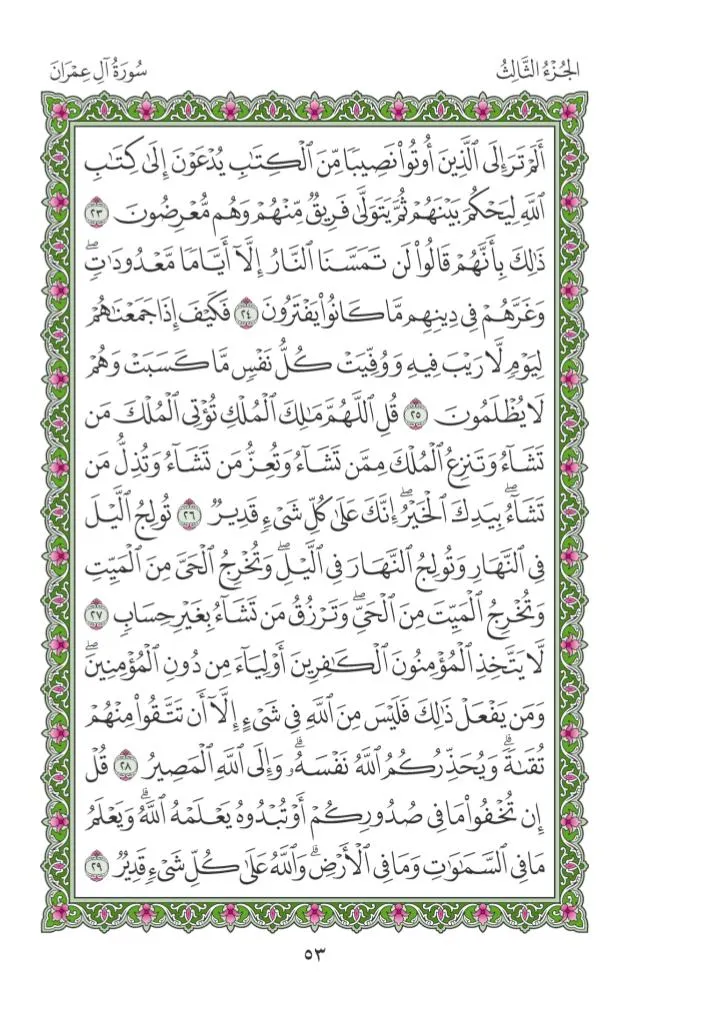 الجُزْءُ الثَّالِثُ
سُورَةُ آلِ عِمْرَانَ
أَلَمْ تَرَ إِلَى ٱلَّذِينَ أُوتُوا۟ نَصِيبًا مِّنَ ٱلْكِتَٰبِ يُدْعَوْنَ إِلَىٰ كِتَٰبِ
ٱللَّهِ لِيَحْكُمَ بَيْنَهُمْ ثُمَّ يَتَوَلَّىٰ فَرِيقٌ مِّنْهُمْ وَهُم مُّعْرِضُونَ ٢٣
ذَٰلِكَ بِأَنَّهُمْ قَالُوا۟ لَن تَمَسَّنَا ٱلنَّارُ إِلَّآ أَيَّامًا مَّعْدُودَٰتٍ ۖ
وَغَرَّهُمْ فِى دِينِهِم مَّا كَانُوا۟ يَفْتَرُونَ ٢٤ فَكَيْفَ إِذَا جَمَعْنَٰهُمْ
لِيَوْمٍ لَّا رَيْبَ فِيهِ وَوُفِّيَتْ كُلُّ نَفْسٍ مَّا كَسَبَتْ وَهُمْ
لَا يُظْلَمُونَ ٢٥ قُلِ ٱللَّهُمَّ مَٰلِكَ ٱلْمُلْكِ تُؤْتِى ٱلْمُلْكَ مَن
تَشَآءُ وَتَنزِعُ ٱلْمُلْكَ مِمَّن تَشَآءُ وَتُعِزُّ مَن تَشَآءُ وَتُذِلُّ مَن
تَشَآءُ ۖ بِيَدِكَ ٱلْخَيْرُ ۖ إِنَّكَ عَلَىٰ كُلِّ شَىْءٍ قَدِيرٌ ٢٦ تُولِجُ ٱلَّيْلَ
فِى ٱلنَّهَارِ وَتُولِجُ ٱلنَّهَارَ فِى ٱلَّيْلِ ۖ وَتُخْرِجُ ٱلْحَىَّ مِنَ ٱلْمَيِّتِ
وَتُخْرِجُ ٱلْمَيِّتَ مِنَ ٱلْحَىِّ ۖ وَتَرْزُقُ مَن تَشَآءُ بِغَيْرِ حِسَابٍ ٢٧
لَّا يَتَّخِذِ ٱلْمُؤْمِنُونَ ٱلْكَٰفِرِينَ أَوْلِيَآءَ مِن دُونِ ٱلْمُؤْمِنِينَ ۖ
وَمَن يَفْعَلْ ذَٰلِكَ فَلَيْسَ مِنَ ٱللَّهِ فِى شَىْءٍ إِلَّآ أَن تَتَّقُوا۟ مِنْهُمْ
تُقَىٰةً ۗ وَيُحَذِّرُكُمُ ٱللَّهُ نَفْسَهُۥ ۗ وَإِلَى ٱللَّهِ ٱلْمَصِيرُ ٢٨ قُلْ
إِن تُخْفُوا۟ مَا فِى صُدُورِكُمْ أَوْ تُبْدُوهُ يَعْلَمْهُ ٱللَّهُ ۗ وَيَعْلَمُ
مَا فِى ٱلسَّمَٰوَٰتِ وَمَا فِى ٱلْأَرْضِ ۗ وَٱللَّهُ عَلَىٰ كُلِّ شَىْءٍ قَدِيرٌ ٢٩
٥٣